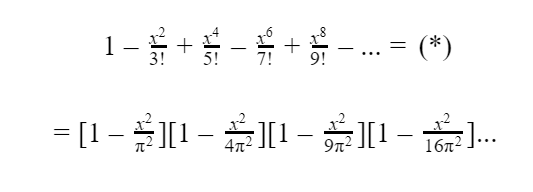 1 − x²/3! + x⁴/5! − x⁶/7! + x⁸/9! − ... = (*)
= [1 − x²/π²][1 − x²/4π²][1 − x²/9π²][1 − x²/16π²]...